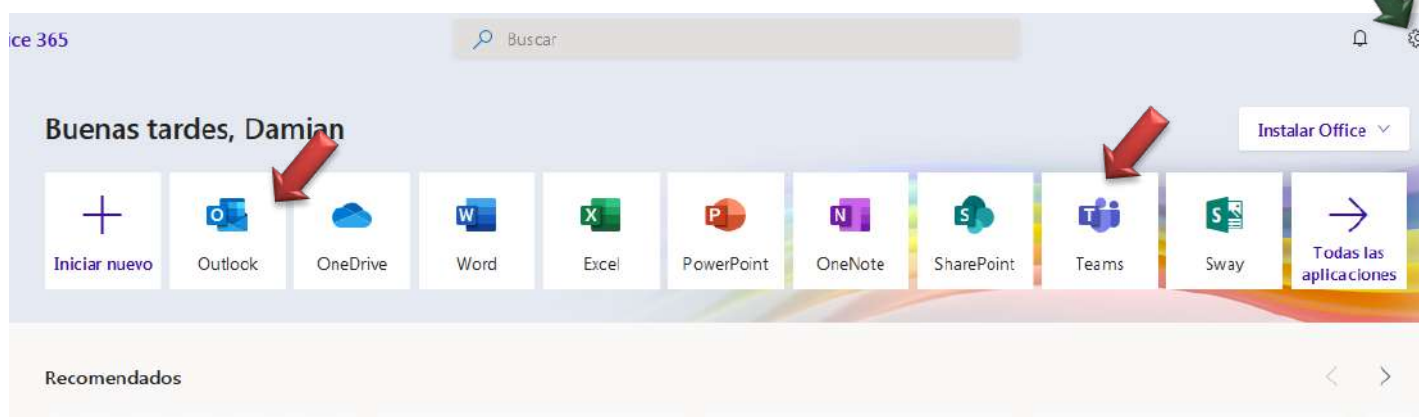 ice 365
Buscar
Buenas tardes, Damian
Instalar Office
Iniciar nuevo
Outlook
OneDrive
Word
Excel
PowerPoint
OneNote
SharePoint
Teams
Sway
Todas las
aplicaciones
Recomendados